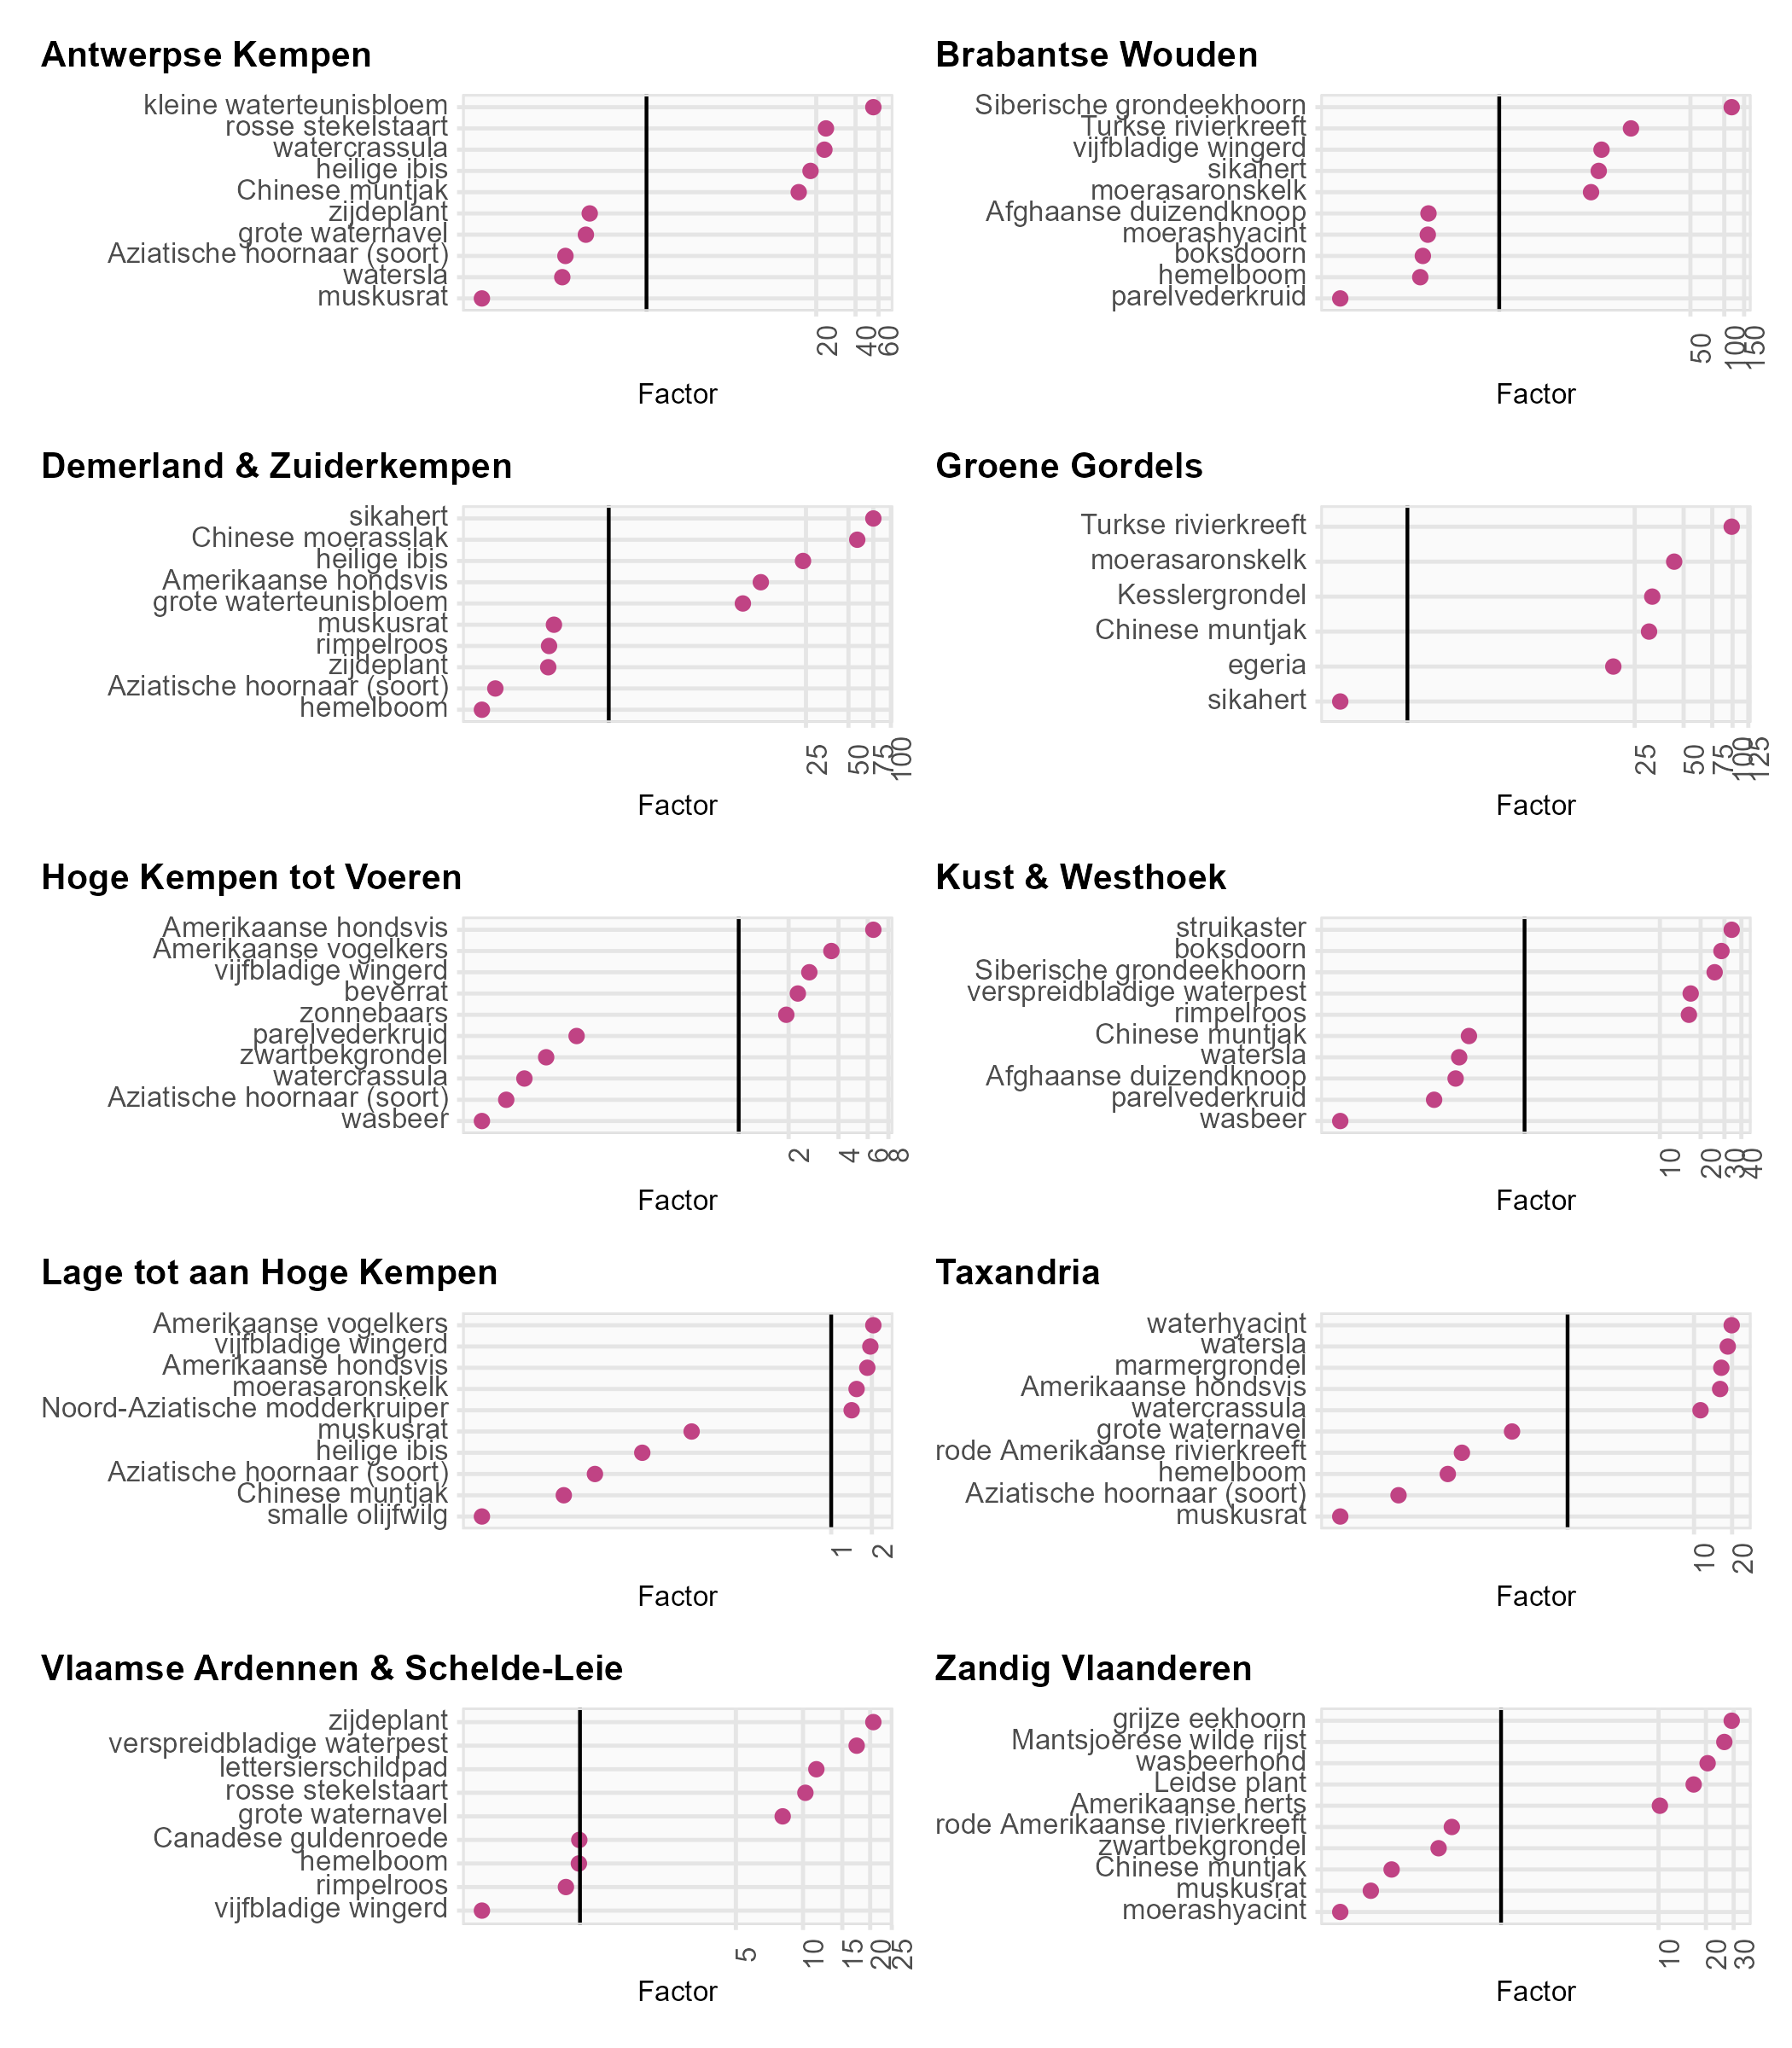 Antwerpse Kempen
kleine waterteunisbloem
rosse stekelstaart
watercrassula
heilige ibis
Chinese muntjak
zijdeplant
grote waternavel
Aziatische hoornaar (soort)
watersla
muskusrat
20
40
60
Factor
Brabantse Wouden
Siberische grondeekhoorn
Turkse rivierkreeft
vijfbladige wingerd
sikahert
moerasaronskelk
Afghaanse duizendknoop
moerashyacint
boksdoorn
hemelboom
parelvederkruid
50
100
150
Factor
Demerland & Zuiderkempen
sikahert
Chinese moerasslak
heilige ibis
Amerikaanse hondsvis
grote waterteunisbloem
muskusrat
rimpelroos
zijdeplant
Aziatische hoornaar (soort)
hemelboom
25
50
75
100
Factor
Groene Gordels
Turkse rivierkreeft
moerasaronskelk
Kesslergrondel
Chinese muntjak
egeria
sikahert
25
50
75
100
125
Factor
Hoge Kempen tot Voeren
Amerikaanse hondsvis
Amerikaanse vogelkers
vijfbladige wingerd
beverrat
zonnebaars
parelvederkruid
zwartbekgrondel
watercrassula
Aziatische hoornaar (soort)
wasbeer
2
4
6
8
Factor
Kust & Westhoek
struikaster
boksdoorn
Siberische grondeekhoorn
verspreidbladige waterpest
rimpelroos
Chinese muntjak
watersla
Afghaanse duizendknoop
parelvederkruid
wasbeer
10
20
30
40
Factor
Lage tot aan Hoge Kempen
Amerikaanse vogelkers
vijfbladige wingerd
Amerikaanse hondsvis
moerasaronskelk
Noord-Aziatische modderkruiper
muskusrat
heilige ibis
Aziatische hoornaar (soort)
Chinese muntjak
smalle olijfwilg
1
2
Factor
Taxandria
waterhyacint
watersla
marmergrondel
Amerikaanse hondsvis
watercrassula
grote waternavel
rode Amerikaanse rivierkreeft
hemelboom
Aziatische hoornaar (soort)
muskusrat
10
20
Factor
Vlaamse Ardennen & Schelde-Leie
zijdeplant
verspreidbladige waterpest
lettersierschildpad
rosse stekelstaart
grote waternavel
Canadese guldenroede
hemelboom
rimpelroos
vijfbladige wingerd
5
10
15
20
25
Factor
Zandig Vlaanderen
grijze eekhoorn
Mantsjoerese wilde rijst
wasbeerhond
Leidse plant
Amerikaanse nerts
rode Amerikaanse rivierkreeft
zwartbekgrondel
Chinese muntjak
muskusrat
moerashyacint
10
20
30
Factor